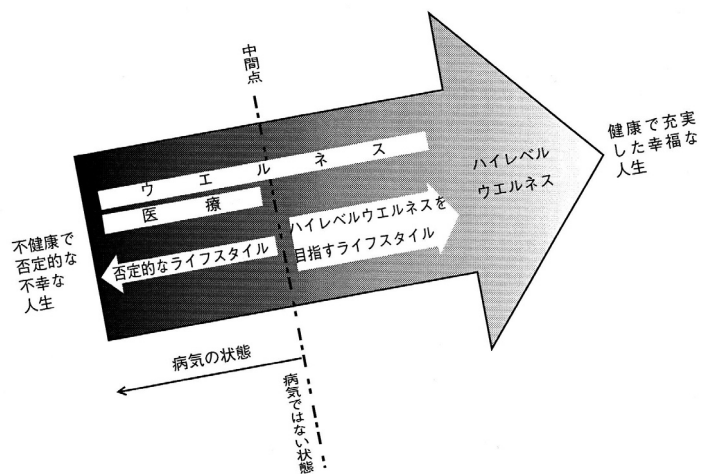 中間点
ウエルネス
医療
否定的なライフスタイル
ハイレベルウエルネスを
目指すライフスタイル
ハイレベル
ウエルネス
健康で充実
した幸福な
人生
不健康で
否定的な
不幸な
人生
病気の状態
病気ではない状態